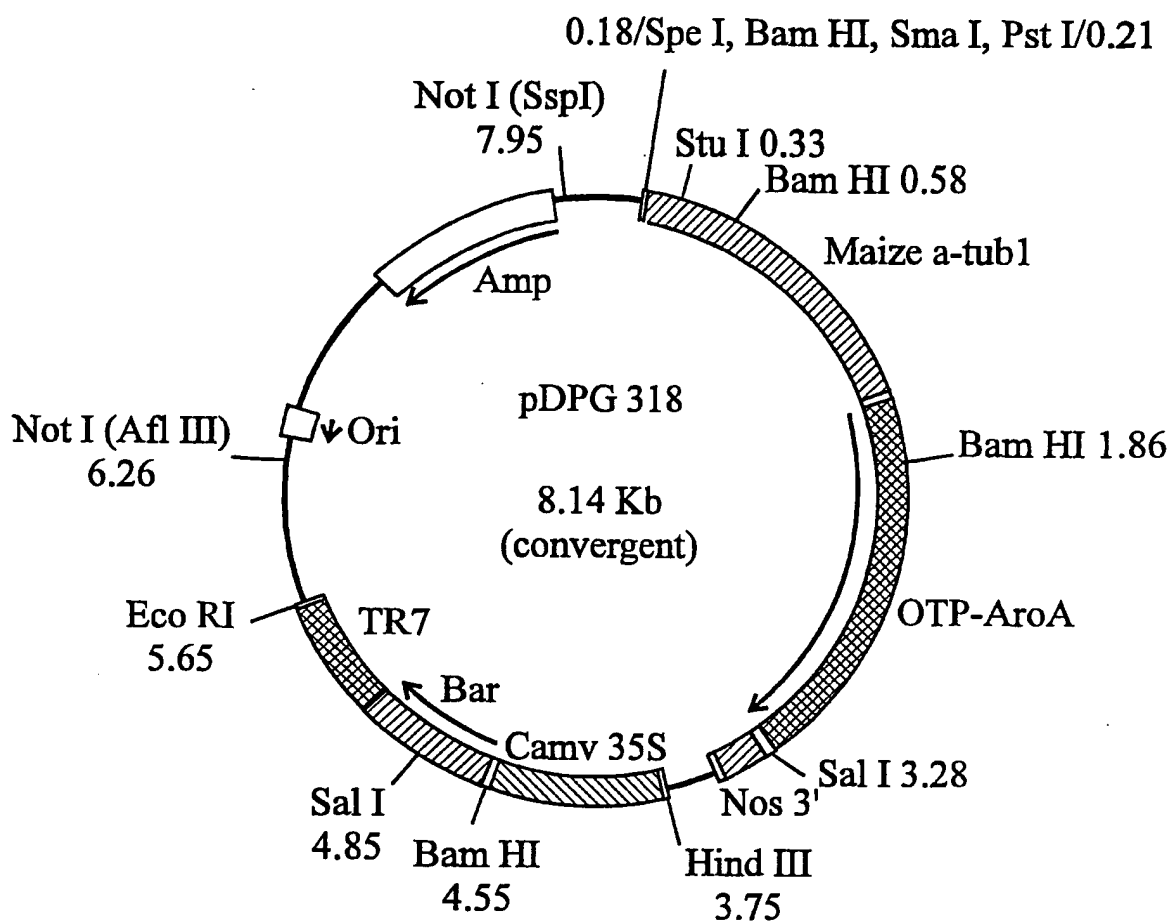 0.18/Spe I, Bam HI, Sma I, Pst I/0.21
Not I (SspI)
7.95
Stu I 0.33
Bam HI 0.58
Maize a-tub1
Amp
pDPG 318
Not I (Afl III)
6.26
Ori
Bam HI 1.86
8.14 Kb
(convergent)
Eco RI
5.65
TR7
OTP-AroA
Bar
Camv 35S
Sal I
4.85
Bam HI
4.55
Nos 3'
Sal I 3.28
Hind III
3.75